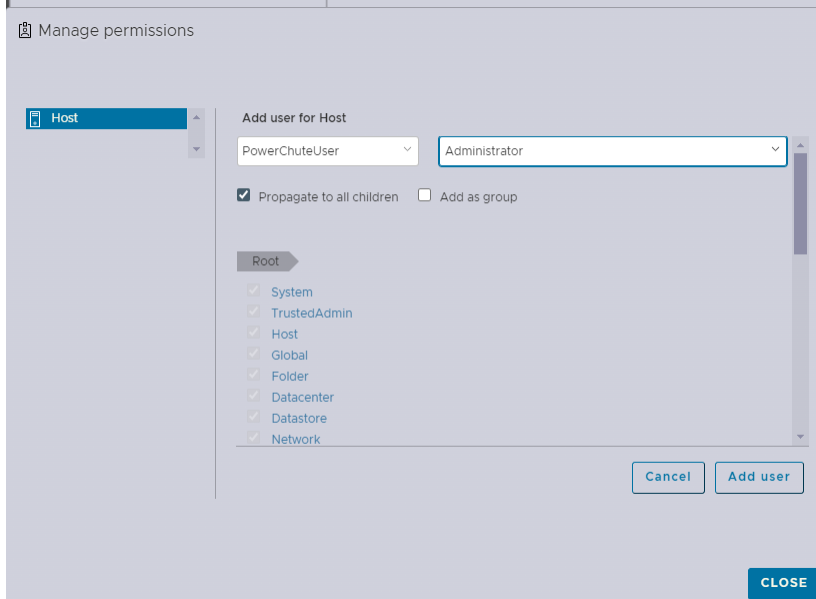 Manage permissions
Host
Add user for Host
PowerChuteUser
Administrator
Propagate to all children
Add as group
Root
System
TrustedAdmin
Host
Global
Folder
Datacenter
Datastore
Network
Cancel
Add user
CLOSE